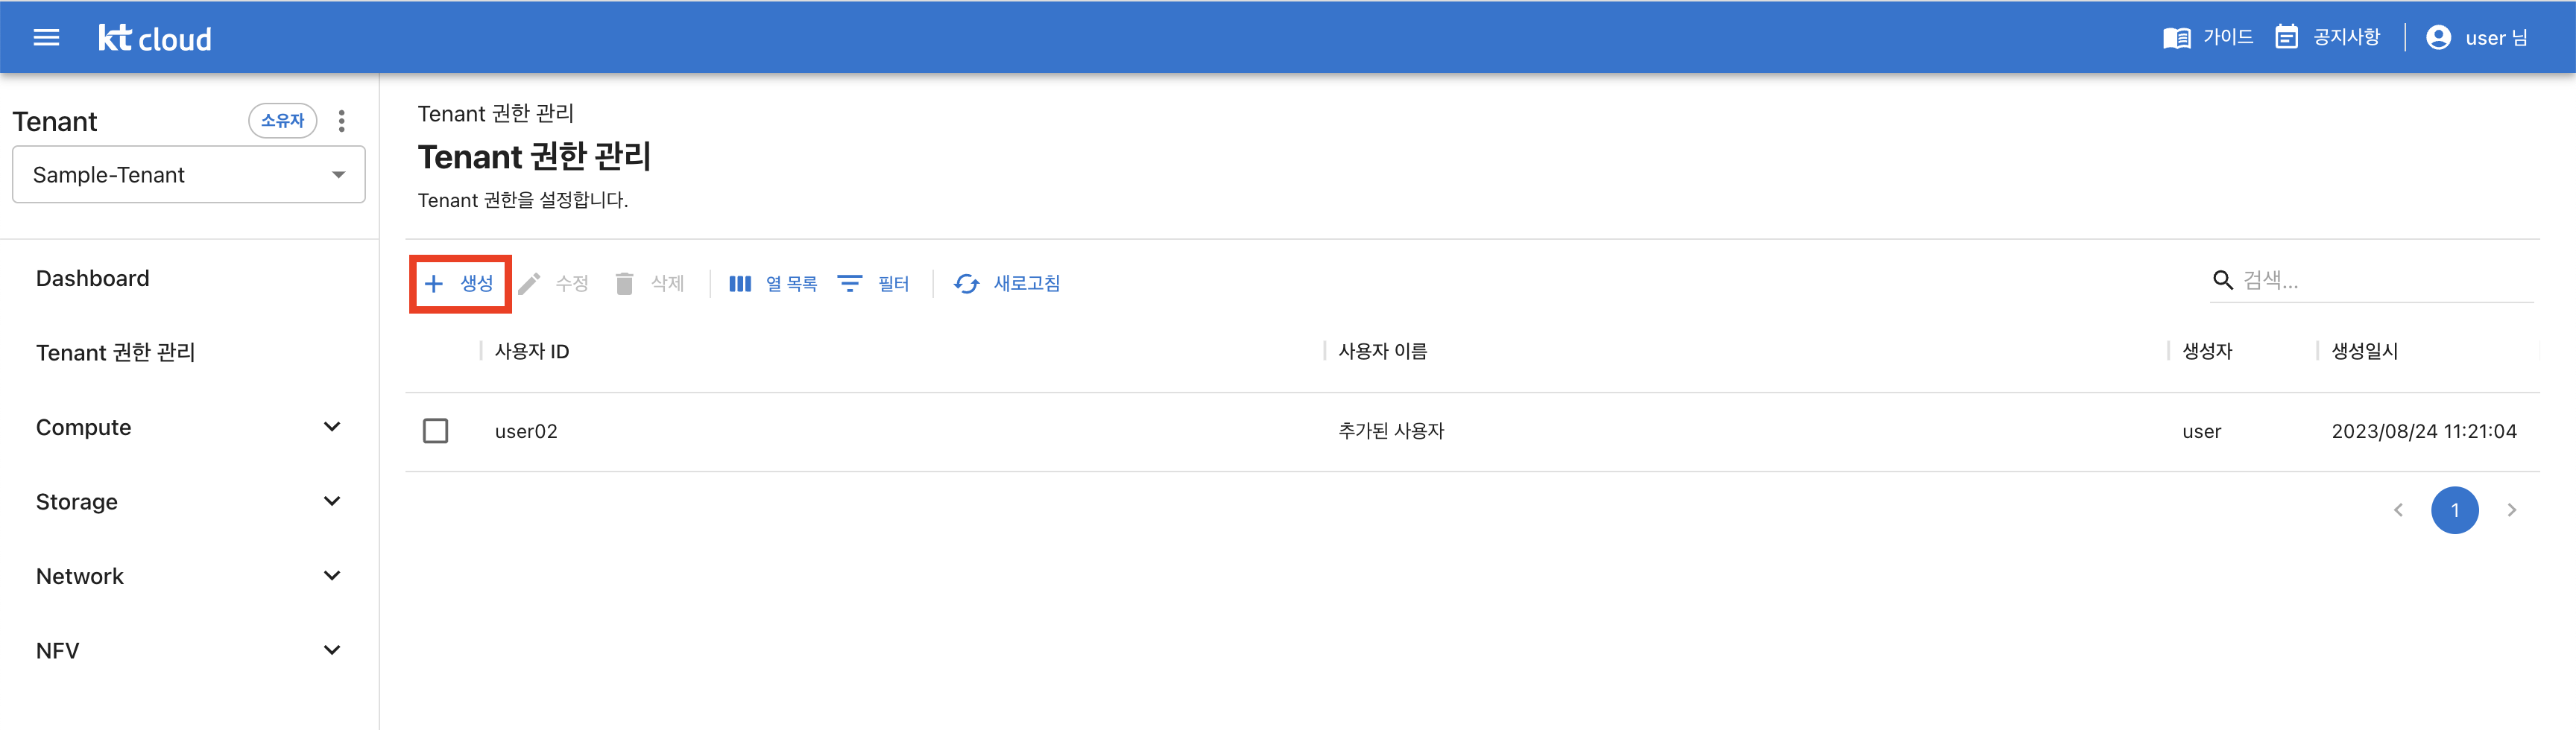 kt cloud
가이드
공지사항
user 님
Tenant
소유자
Sample-Tenant
Dashboard
Tenant 권한 관리
Compute
Storage
Network
NFV
Tenant 권한 관리
Tenant 권한 관리
Tenant 권한을 설정합니다.
생성 수정 삭제 열 목록 필터 새로고침 검색...
사용자 ID 사용자 이름 생성자 생성일시
user02 추가된 사용자 user 2023/08/24 11:21:04
1